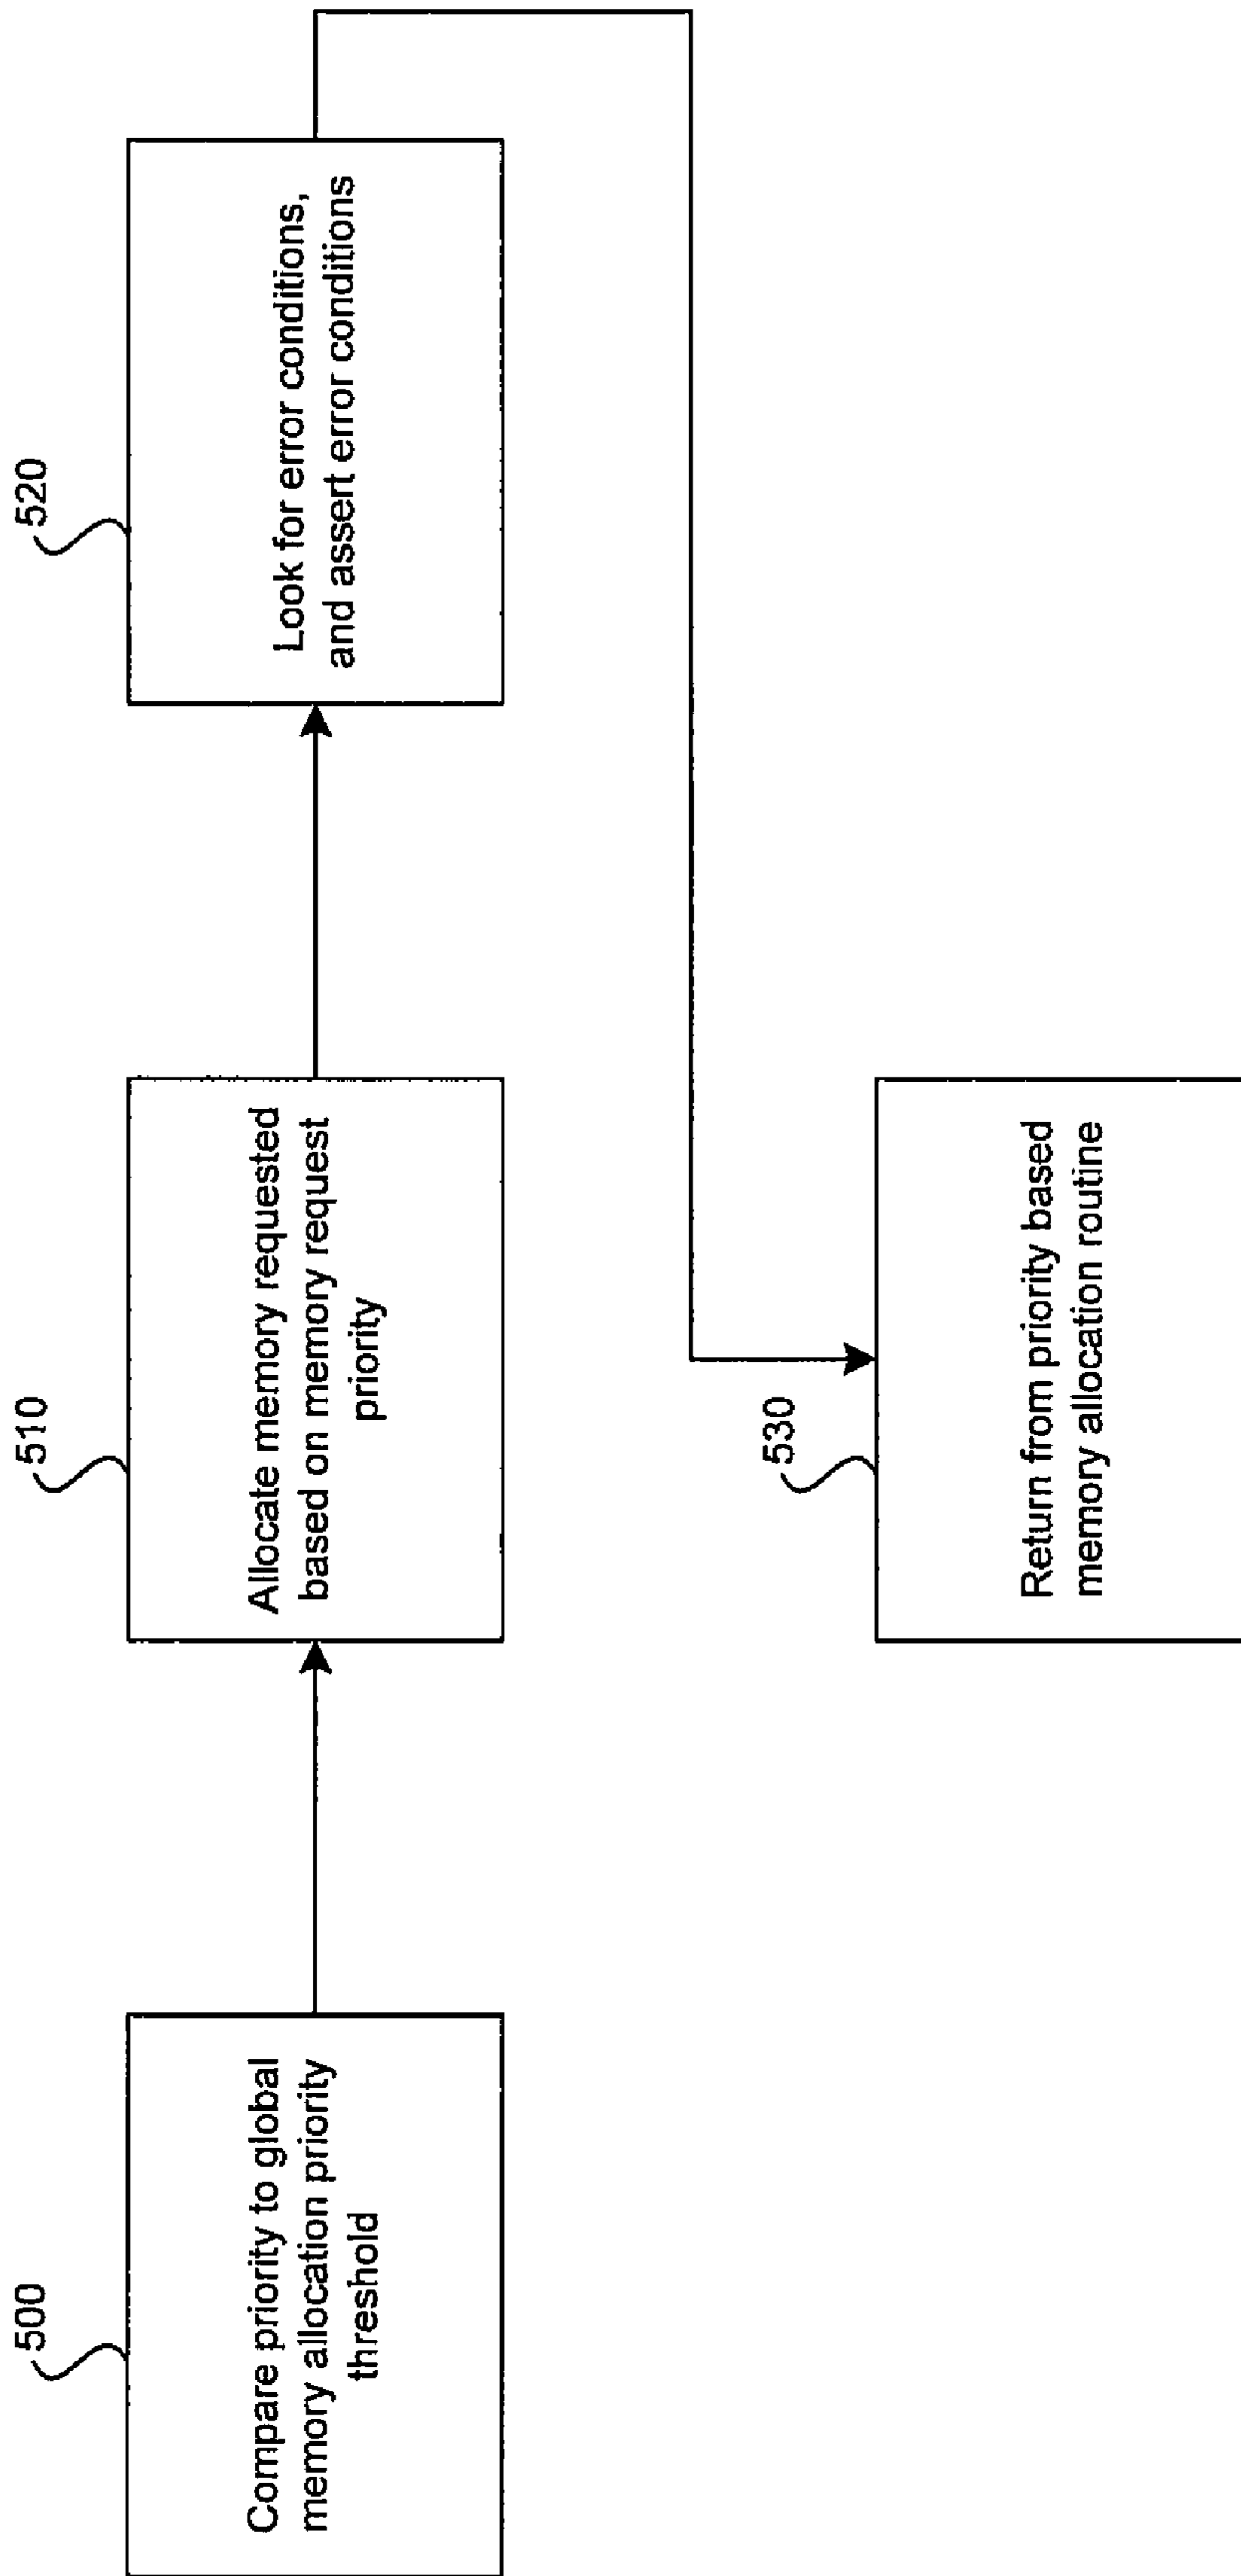 500
Compare priority to global
memory allocation priority
threshold
510
Allocate memory requested
based on memory request
priority
520
Look for error conditions,
and assert error conditions
530
Return from priority based
memory allocation routine